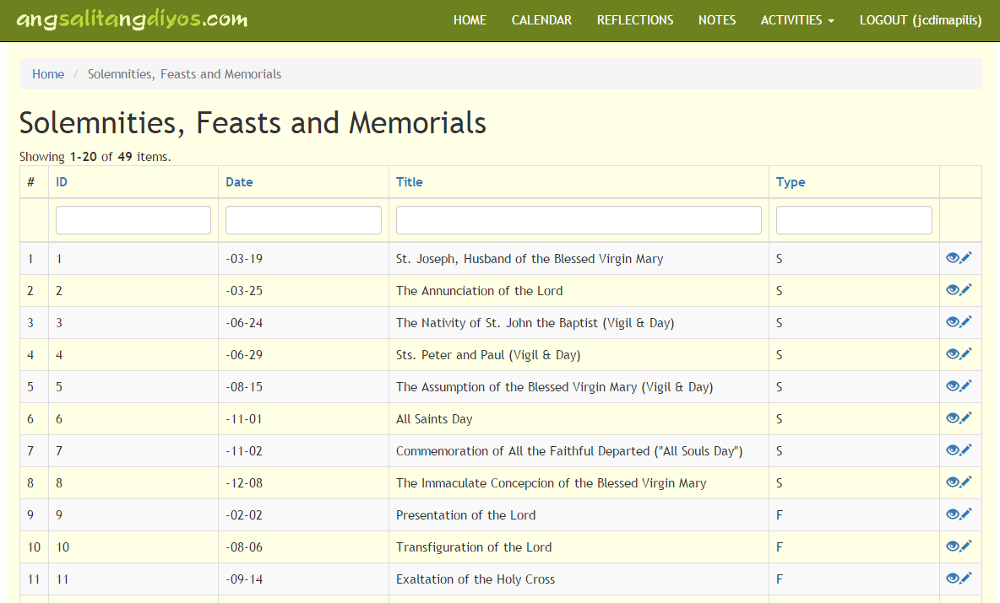 angsalitangdiyos.com HOME CALENDAR REFLECTIONS NOTES ACTIVITIES LOGOUT (jcdimapilis)
Home / Solemnities, Feasts and Memorials
Solemnities, Feasts and Memorials
Showing 1-20 of 49 items.
# ID Date Title Type
1 1 -03-19 St. Joseph, Husband of the Blessed Virgin Mary S
2 2 -03-25 The Annunciation of the Lord S
3 3 -06-24 The Nativity of St. John the Baptist (Vigil & Day) S
4 4 -06-29 Sts. Peter and Paul (Vigil & Day) S
5 5 -08-15 The Assumption of the Blessed Virgin Mary (Vigil & Day) S
6 6 -11-01 All Saints Day S
7 7 -11-02 Commemoration of All the Faithful Departed ("All Souls Day") S
8 8 -12-08 The Immaculate Concepcion of the Blessed Virgin Mary S
9 9 -02-02 Presentation of the Lord F
10 10 -08-06 Transfiguration of the Lord F
11 11 -09-14 Exaltation of the Holy Cross F